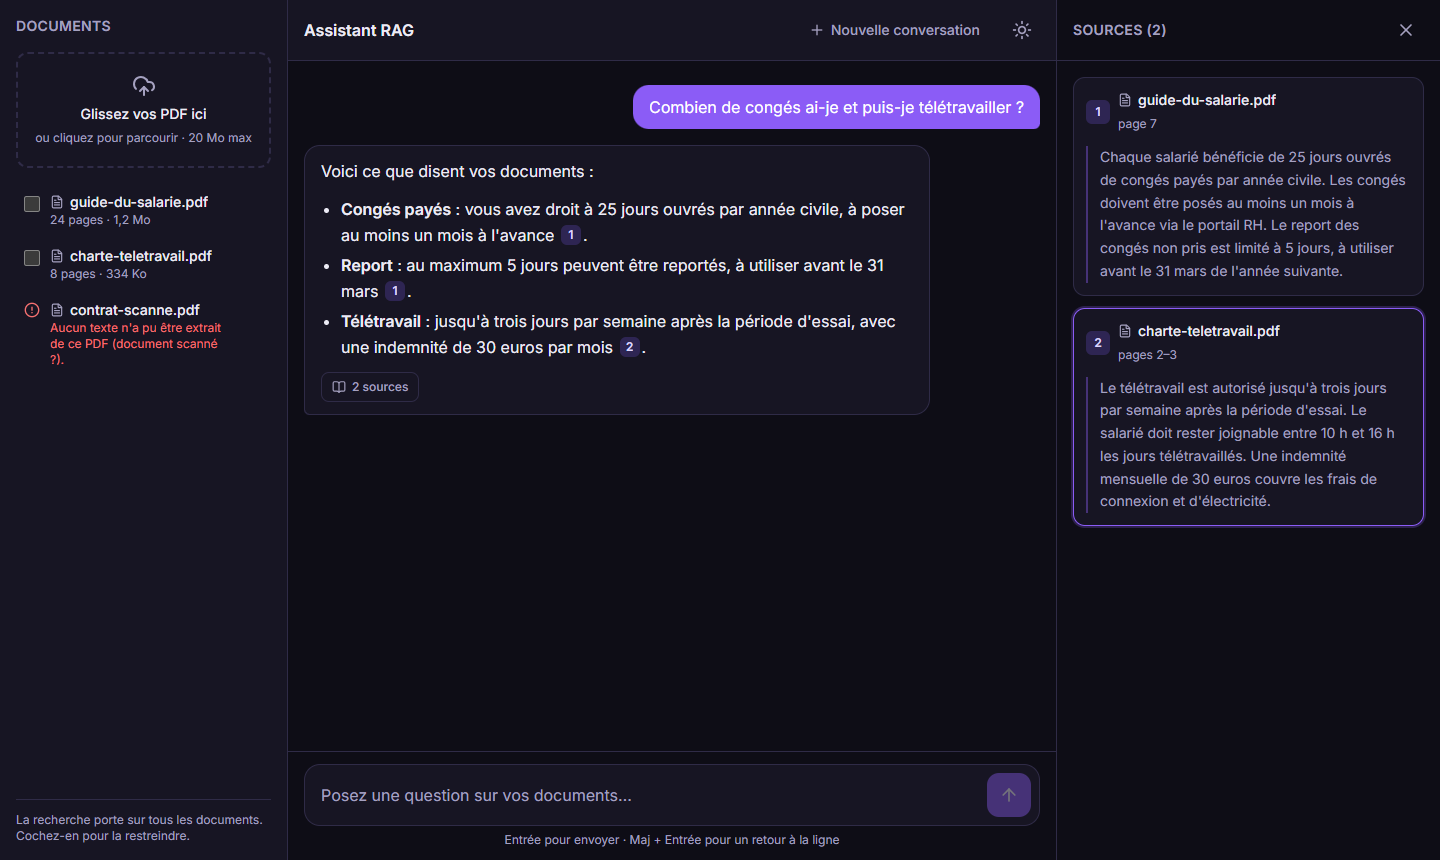 DOCUMENTS
Glissez vos PDF ici
ou cliquez pour parcourir · 20 Mo max
guide-du-salarie.pdf
24 pages · 1,2 Mo
charte-teletravail.pdf
8 pages · 334 Ko
contrat-scanne.pdf
Aucun texte n'a pu être extrait
de ce PDF (document scanné
?).
La recherche porte sur tous les documents.
Cochez-en pour la restreindre.
Assistant RAG
Nouvelle conversation
Combien de congés ai-je et puis-je télétravailler ?
Voici ce que disent vos documents :
• Congés payés : vous avez droit à 25 jours ouvrés par année civile, à poser
au moins un mois à l'avance 1 .
• Report : au maximum 5 jours peuvent être reportés, à utiliser avant le 31
mars 1 .
• Télétravail : jusqu'à trois jours par semaine après la période d'essai, avec
une indemnité de 30 euros par mois 2 .
2 sources
Posez une question sur vos documents...
Entrée pour envoyer · Maj + Entrée pour un retour à la ligne
SOURCES (2)
1
guide-du-salarie.pdf
page 7
Chaque salarié bénéficie de 25 jours ouvrés
de congés payés par année civile. Les congés
doivent être posés au moins un mois à
l'avance via le portail RH. Le report des
congés non pris est limité à 5 jours, à utiliser
avant le 31 mars de l'année suivante.
2
charte-teletravail.pdf
pages 2–3
Le télétravail est autorisé jusqu'à trois jours
par semaine après la période d'essai. Le
salarié doit rester joignable entre 10 h et 16 h
les jours télétravaillés. Une indemnité
mensuelle de 30 euros couvre les frais de
connexion et d'électricité.